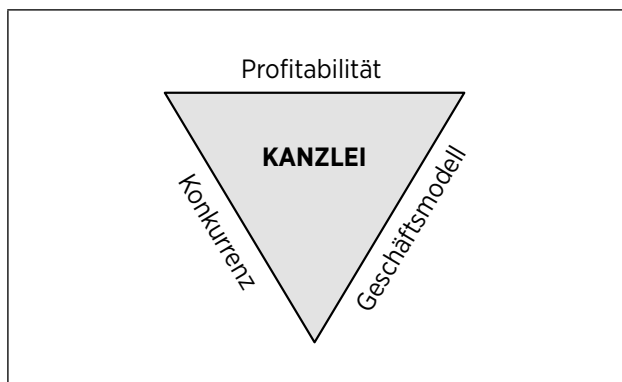 Profitabilität
KANZLEI
Konkurrenz
Geschäftsmodell